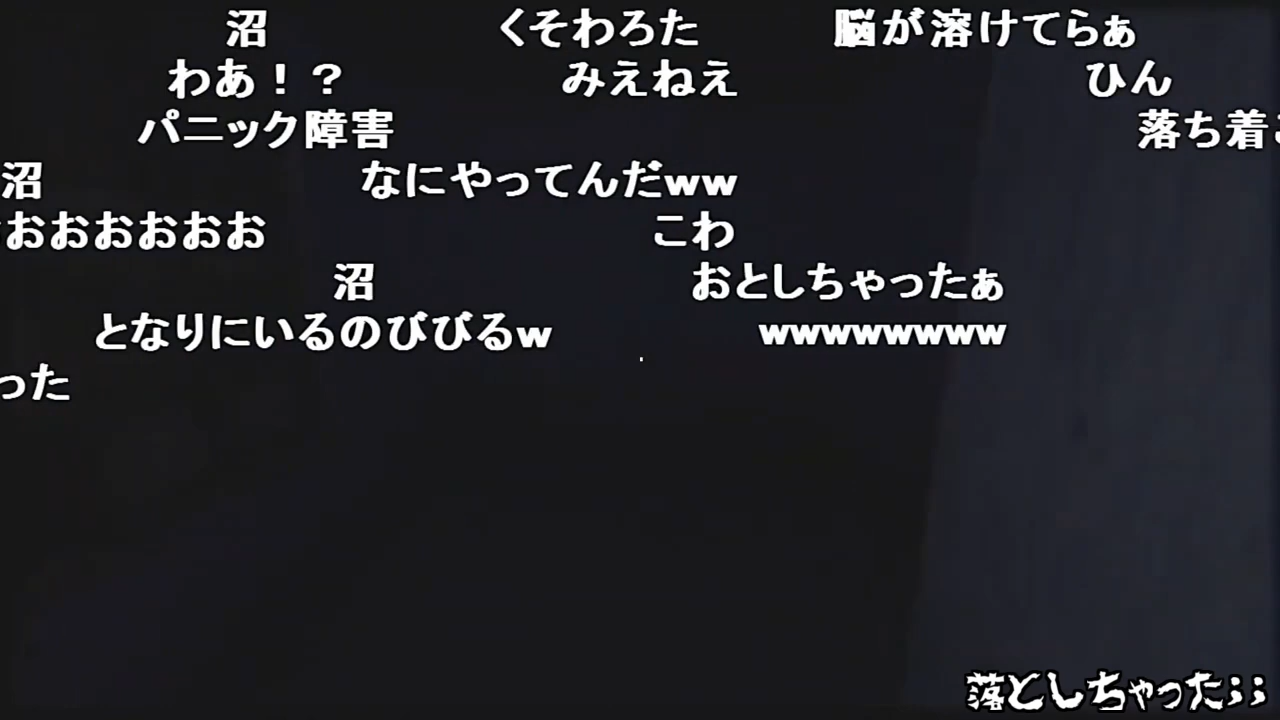 沼 くそわろた 脳が溶けてらぁ
わあ！？ みえねえ ひん
パニック障害 落ち着
沼 なにやってんだww
おおおおおお こわ
沼 おとしちゃったぁ
となりにいるのびびるw wwwwwwww
った
落としちゃった;;